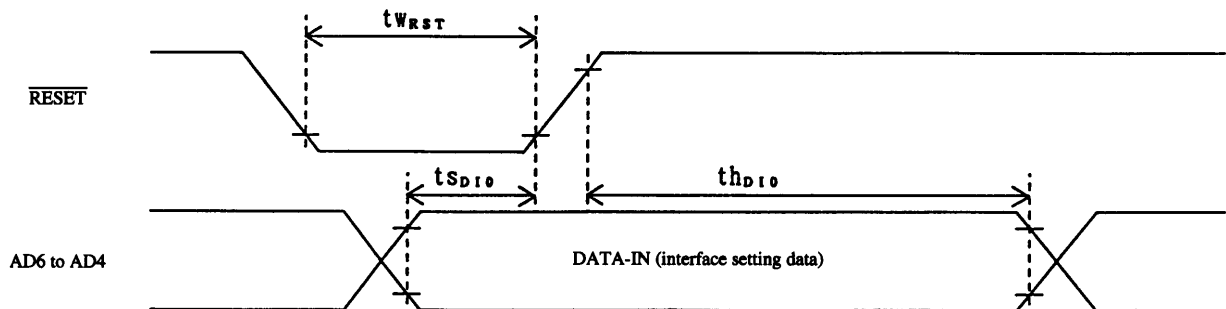 twRST
RESET
tsDIO
thDIO
AD6 to AD4
DATA-IN (interface setting data)